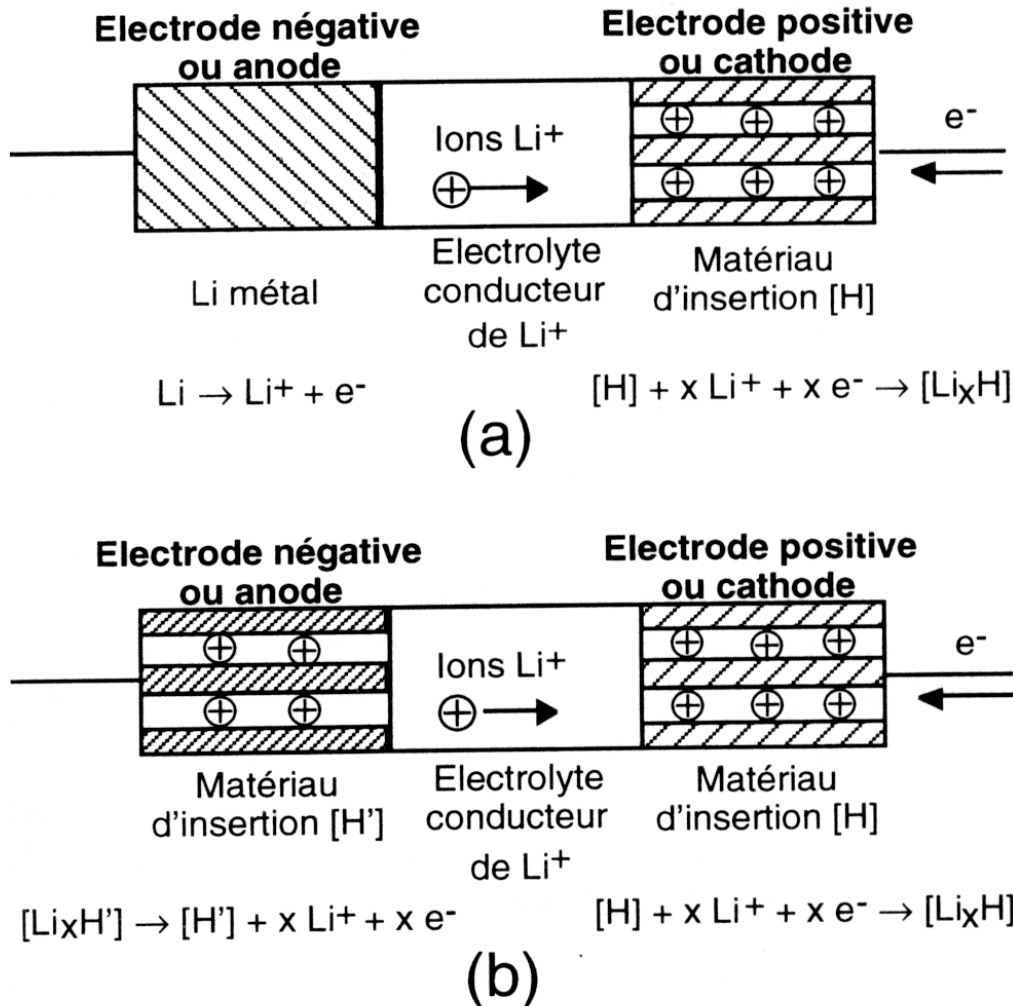 Electrode négative
ou anode
Electrode positive
ou cathode
Ions Li+
e-
Li métal
Electrolyte
conducteur
de Li+
Matériau
d'insertion [H]
Li → Li+ + e-
[H] + x Li+ + x e- → [LixH]
(a)
Electrode négative
ou anode
Electrode positive
ou cathode
Ions Li+
e-
Matériau
d'insertion [H']
Electrolyte
conducteur
de Li+
Matériau
d'insertion [H]
[LixH'] → [H'] + x Li+ + x e-
[H] + x Li+ + x e- → [LixH]
(b)